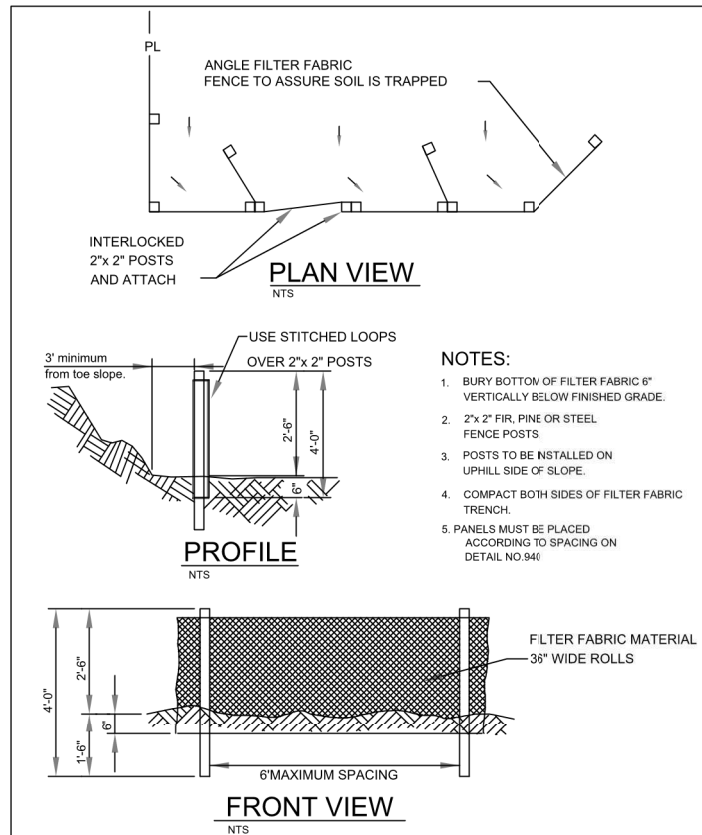 PL
ANGLE FILTER FABRIC
FENCE TO ASSURE SOIL IS TRAPPED
INTERLOCKED
2"x 2" POSTS
AND ATTACH
PLAN VIEW
NTS
3' minimum
from toe slope.
USE STITCHED LOOPS
OVER 2"x 2" POSTS
2'-6"
4'-0"
6"
PROFILE
NTS
NOTES:
1. BURY BOTTOM OF FILTER FABRIC 6"
VERTICALLY BELOW FINISHED GRADE.
2. 2"x 2" FIR, PINE OR STEEL
FENCE POSTS
3. POSTS TO BE INSTALLED ON
UPHILL SIDE OF SLOPE.
4. COMPACT BOTH SIDES OF FILTER FABRIC
TRENCH.
5. PANELS MUST BE PLACED
ACCORDING TO SPACING ON
DETAIL NO.940
4'-0"
2'-6"
6"
1'-6"
FILTER FABRIC MATERIAL
36" WIDE ROLLS
6'MAXIMUM SPACING
FRONT VIEW
NTS